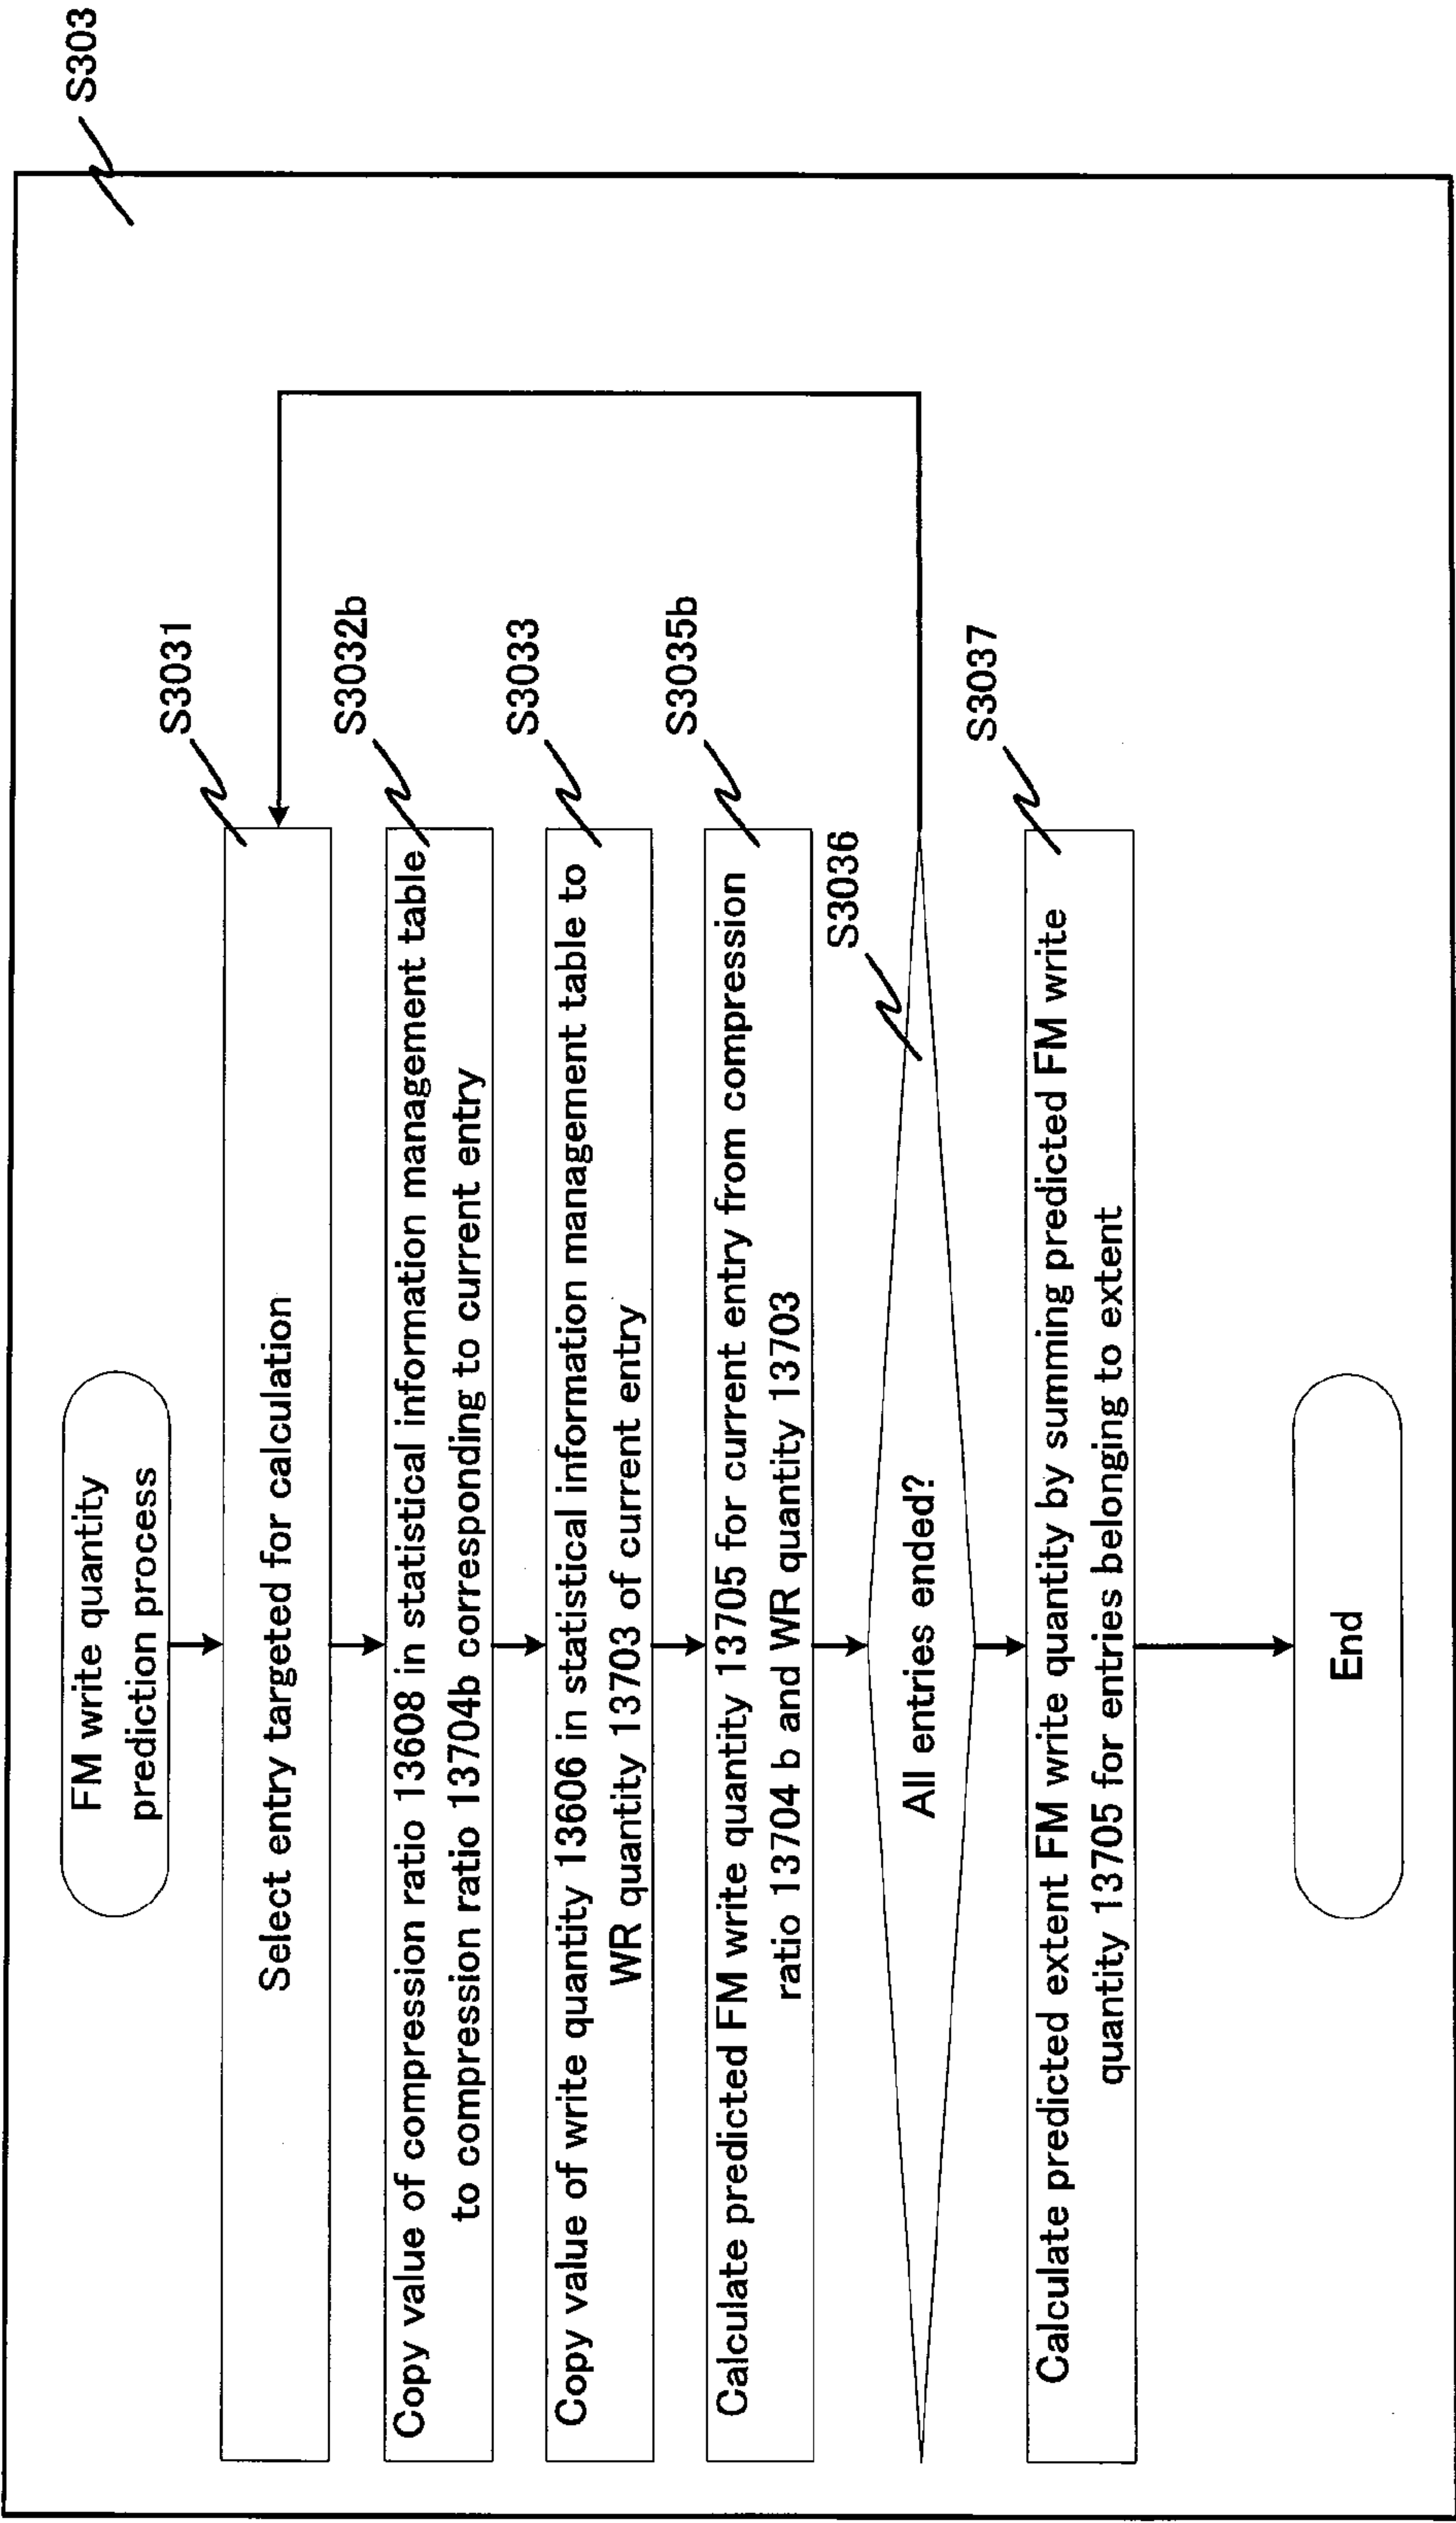 S303
FM write quantity
prediction process
S3031
Select entry targeted for calculation
S3032b
Copy value of compression ratio 13608 in statistical information management table
to compression ratio 13704b corresponding to current entry
S3033
Copy value of write quantity 13606 in statistical information management table to
WR quantity 13703 of current entry
S3035b
Calculate predicted FM write quantity 13705 for current entry from compression
ratio 13704 b and WR quantity 13703
S3036
All entries ended?
S3037
Calculate predicted extent FM write quantity by summing predicted FM write
quantity 13705 for entries belonging to extent
End